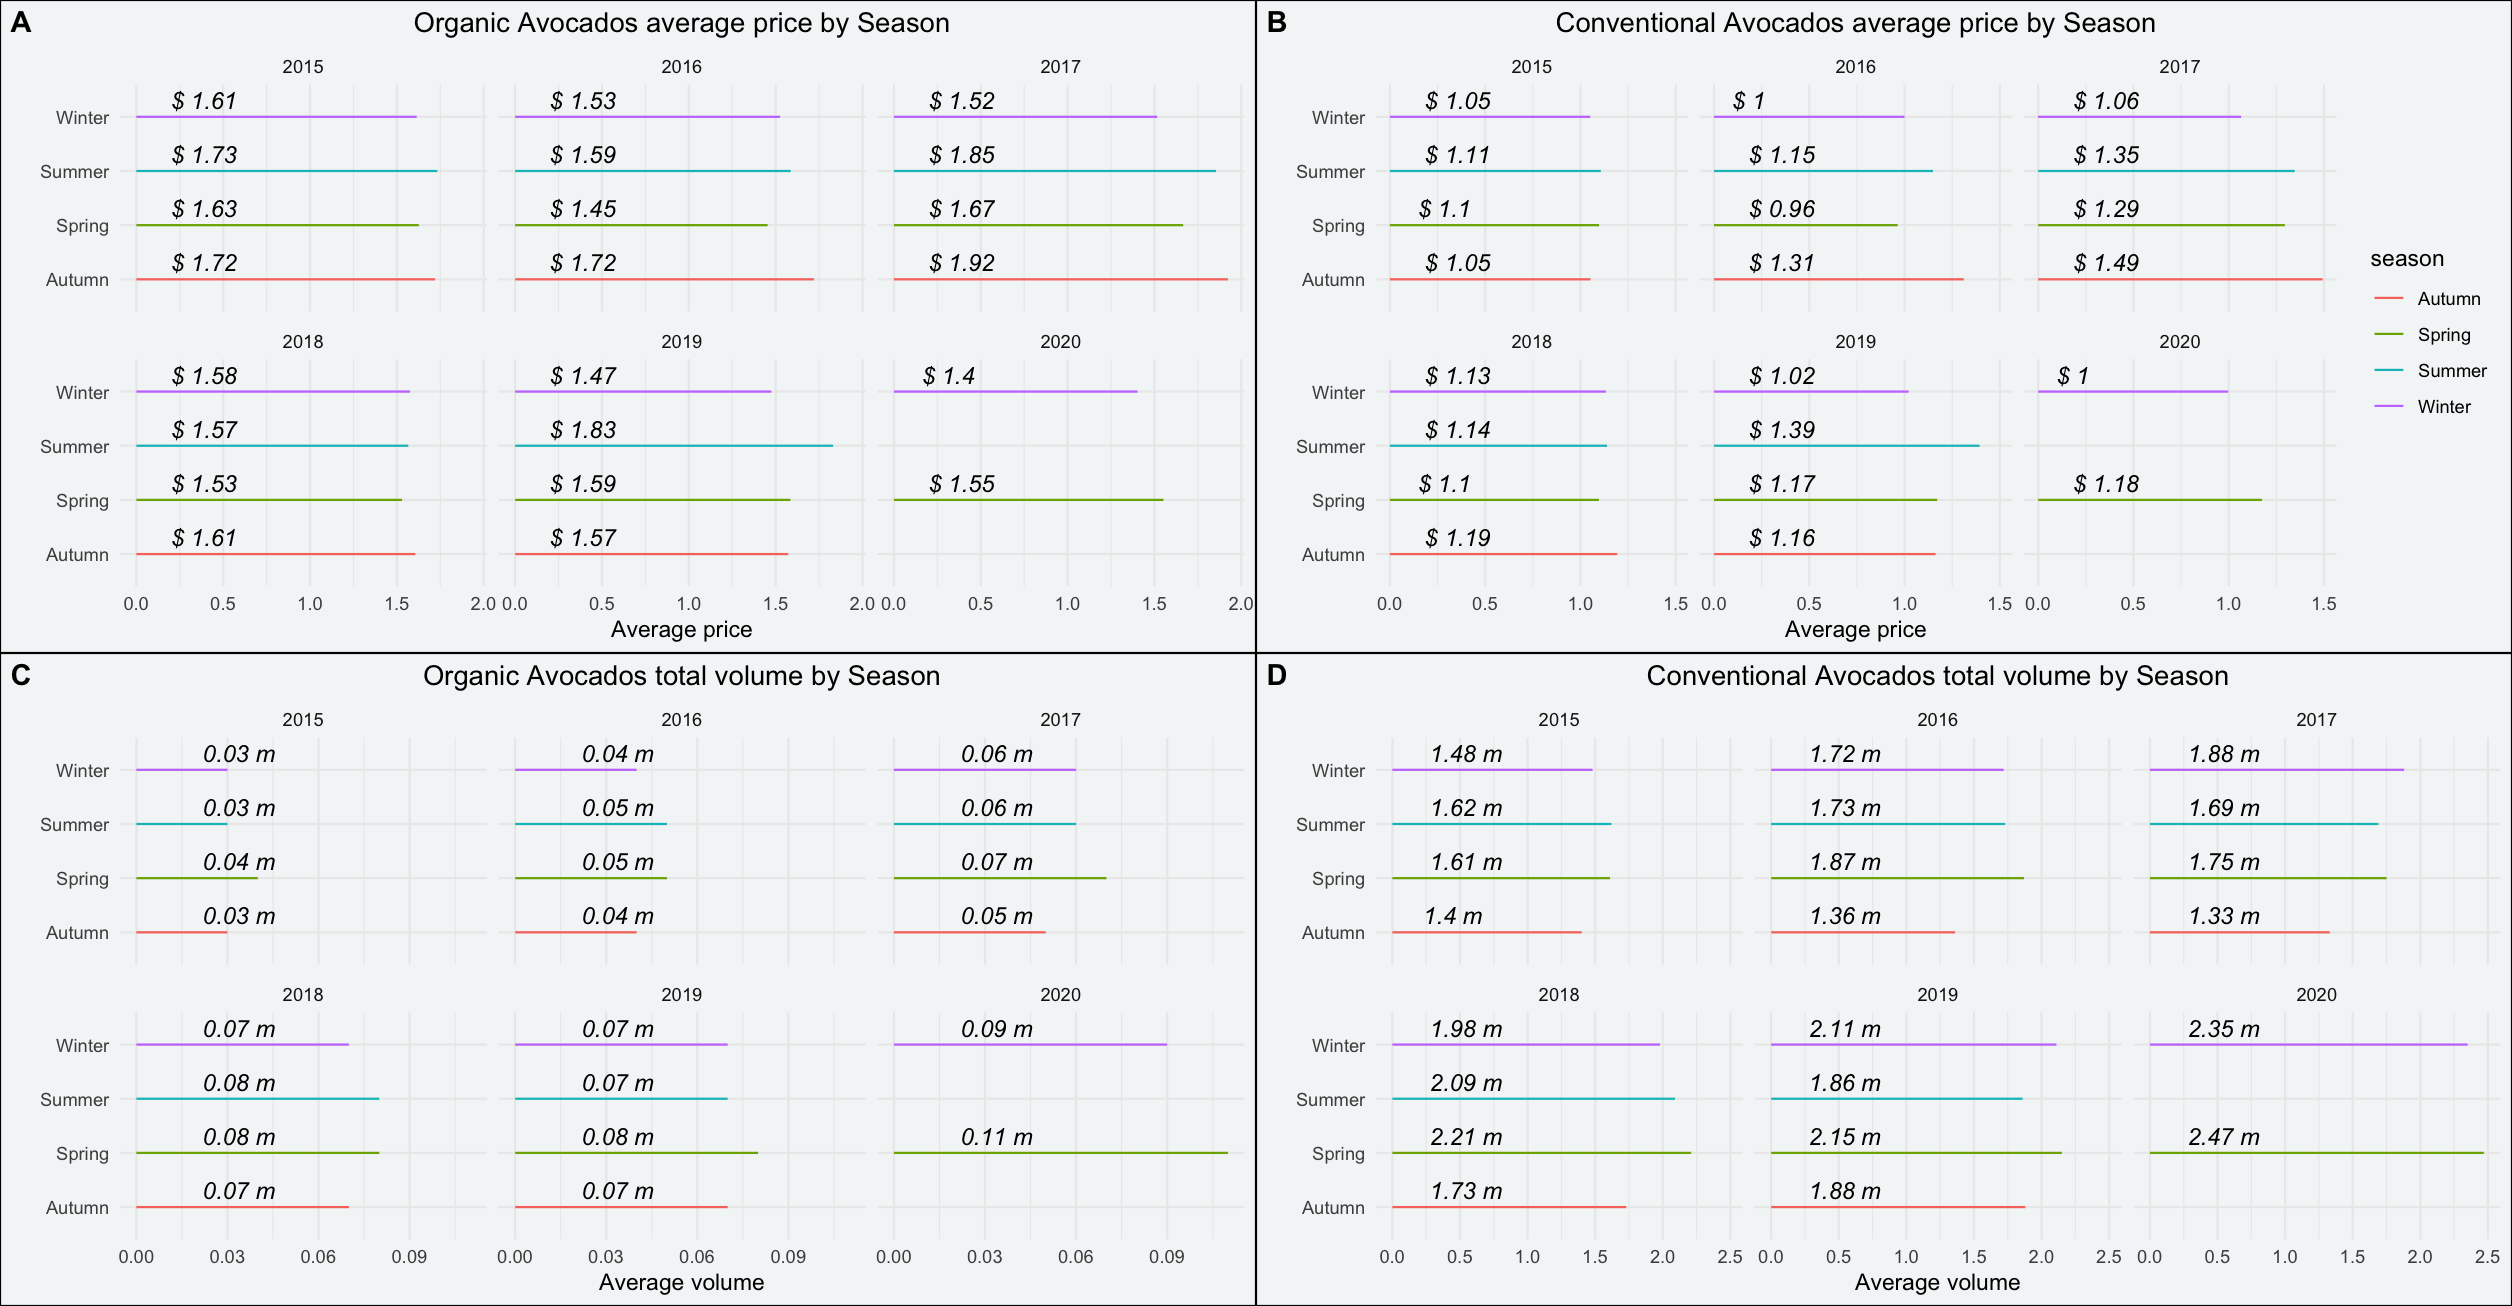 A
Organic Avocados average price by Season
2015 2016 2017
Winter $ 1.61 $ 1.53 $ 1.52
Summer $ 1.73 $ 1.59 $ 1.85
Spring $ 1.63 $ 1.45 $ 1.67
Autumn $ 1.72 $ 1.72 $ 1.92
2018 2019 2020
Winter $ 1.58 $ 1.47 $ 1.4
Summer $ 1.57 $ 1.83
Spring $ 1.53 $ 1.59 $ 1.55
Autumn $ 1.61 $ 1.57
0.0 0.5 1.0 1.5 2.0 0.0 0.5 1.0 1.5 2.0 0.0 0.5 1.0 1.5 2.0
Average price
B
Conventional Avocados average price by Season
2015 2016 2017
Winter $ 1.05 $ 1 $ 1.06
Summer $ 1.11 $ 1.15 $ 1.35
Spring $ 1.1 $ 0.96 $ 1.29
Autumn $ 1.05 $ 1.31 $ 1.49
2018 2019 2020
Winter $ 1.13 $ 1.02 $ 1
Summer $ 1.14 $ 1.39
Spring $ 1.1 $ 1.17 $ 1.18
Autumn $ 1.19 $ 1.16
0.0 0.5 1.0 1.5 0.0 0.5 1.0 1.5 0.0 0.5 1.0 1.5
Average price
season
Autumn
Spring
Summer
Winter
C
Organic Avocados total volume by Season
2015 2016 2017
Winter 0.03 m 0.04 m 0.06 m
Summer 0.03 m 0.05 m 0.06 m
Spring 0.04 m 0.05 m 0.07 m
Autumn 0.03 m 0.04 m 0.05 m
2018 2019 2020
Winter 0.07 m 0.07 m 0.09 m
Summer 0.08 m 0.07 m
Spring 0.08 m 0.08 m 0.11 m
Autumn 0.07 m 0.07 m
0.00 0.03 0.06 0.09 0.00 0.03 0.06 0.09 0.00 0.03 0.06 0.09
Average volume
D
Conventional Avocados total volume by Season
2015 2016 2017
Winter 1.48 m 1.72 m 1.88 m
Summer 1.62 m 1.73 m 1.69 m
Spring 1.61 m 1.87 m 1.75 m
Autumn 1.4 m 1.36 m 1.33 m
2018 2019 2020
Winter 1.98 m 2.11 m 2.35 m
Summer 2.09 m 1.86 m
Spring 2.21 m 2.15 m 2.47 m
Autumn 1.73 m 1.88 m
0.0 0.5 1.0 1.5 2.0 2.5 0.0 0.5 1.0 1.5 2.0 2.5 0.0 0.5 1.0 1.5 2.0 2.5
Average volume